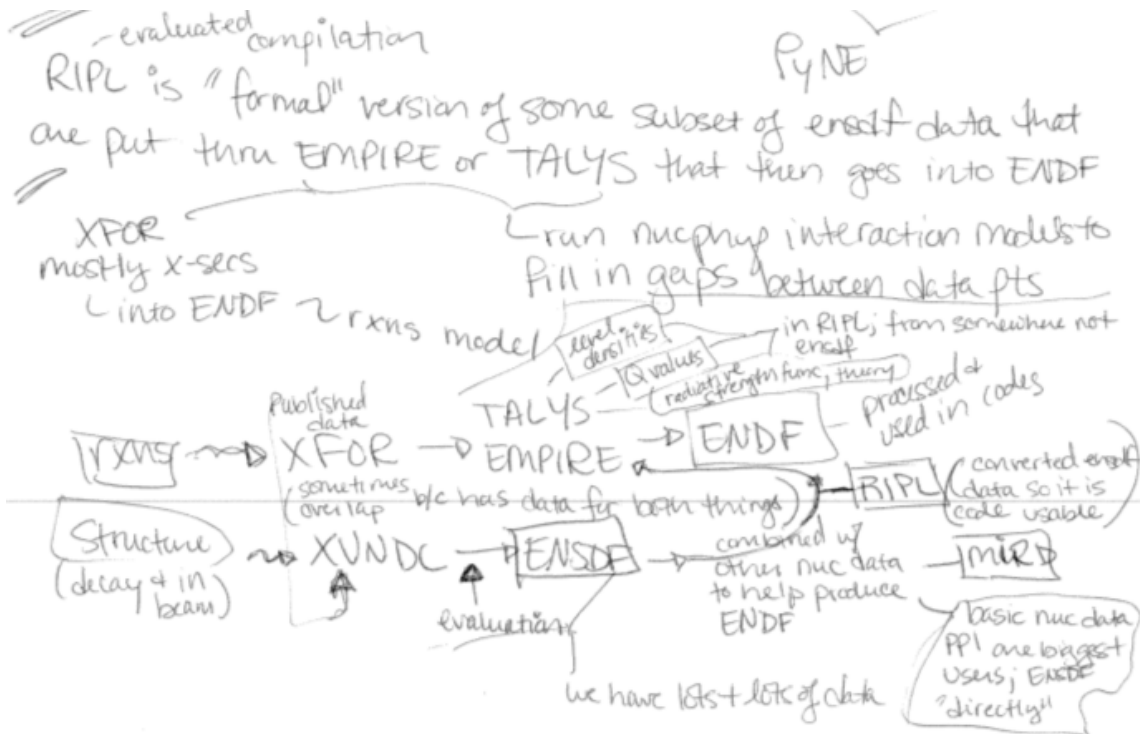 - evaluated compilation
PyNE
RIPL is "formal" version of some subset of ensdf data that
are put thru EMPIRE or TALYS that then goes into ENDF
XFOR
mostly x-secs
into ENDF
rxns model
run nucphys interaction models to
fill in gaps between data pts
level densities
Q values
radiative strength func, theory
in RIPL; from somewhere not
ensdf
Published
data
TALYS
processed &
used in codes
rxns
XFOR
EMPIRE
ENDF
(sometimes
overlap
b/c has data for both things)
RIPL
(converted ensdf
data so it is
code usable)
Structure
(decay & in
beam)
XUNDL
ENSDF
evaluation
combined w/
other nuc data
to help produce
ENDF
MIRD
we have lots + lots of data
basic nuc data
PPl are biggest
users; ENSDF
"directly"